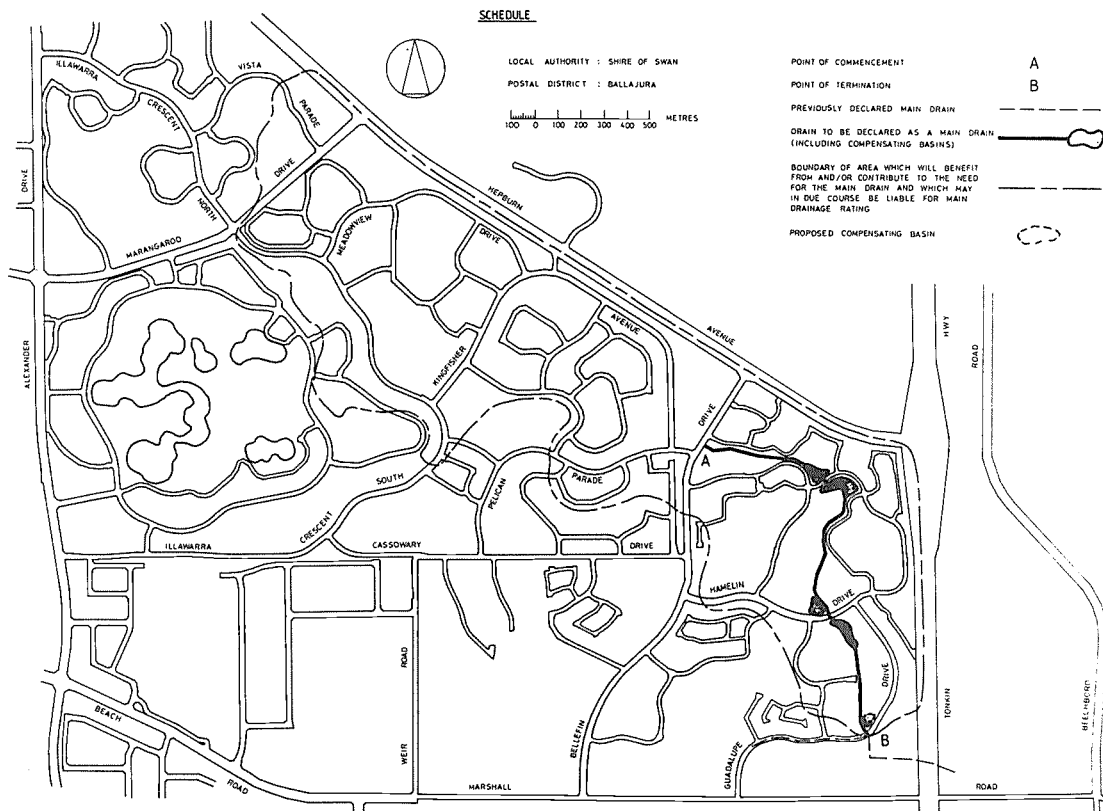 SCHEDULE
LOCAL AUTHORITY : SHIRE OF SWAN
POSTAL DISTRICT : BALLAJURA
100 0 100 200 300 400 500 METRES
POINT OF COMMENCEMENT A
POINT OF TERMINATION B
PREVIOUSLY DECLARED MAIN DRAIN
DRAIN TO BE DECLARED AS A MAIN DRAIN
(INCLUDING COMPENSATING BASINS)
BOUNDARY OF AREA WHICH WILL BENEFIT
FROM AND/OR CONTRIBUTE TO THE NEED
FOR THE MAIN DRAIN AND WHICH MAY
IN DUE COURSE BE LIABLE FOR MAIN
DRAINAGE RATING
PROPOSED COMPENSATING BASIN
ILLAWARRA
CRESCENT
NORTH
VISTA
PARADE
DRIVE
MARANGAROO
DRIVE
ALEXANDER
MEADOWVIEW
DRIVE
HEPBURN
AVENUE
KINGFISHER
AVENUE
DRIVE
A
PARADE
PELICAN
SOUTH
CRESCENT
ILLAWARRA
CASSOWARY
DRIVE
HAMELIN
DRIVE
DRIVE
HWY
TONKIN
ROAD
BEECHBORO
BEACH
ROAD
ROAD
WEIR
BELLEFIN
GUADALUPE
B
MARSHALL
ROAD